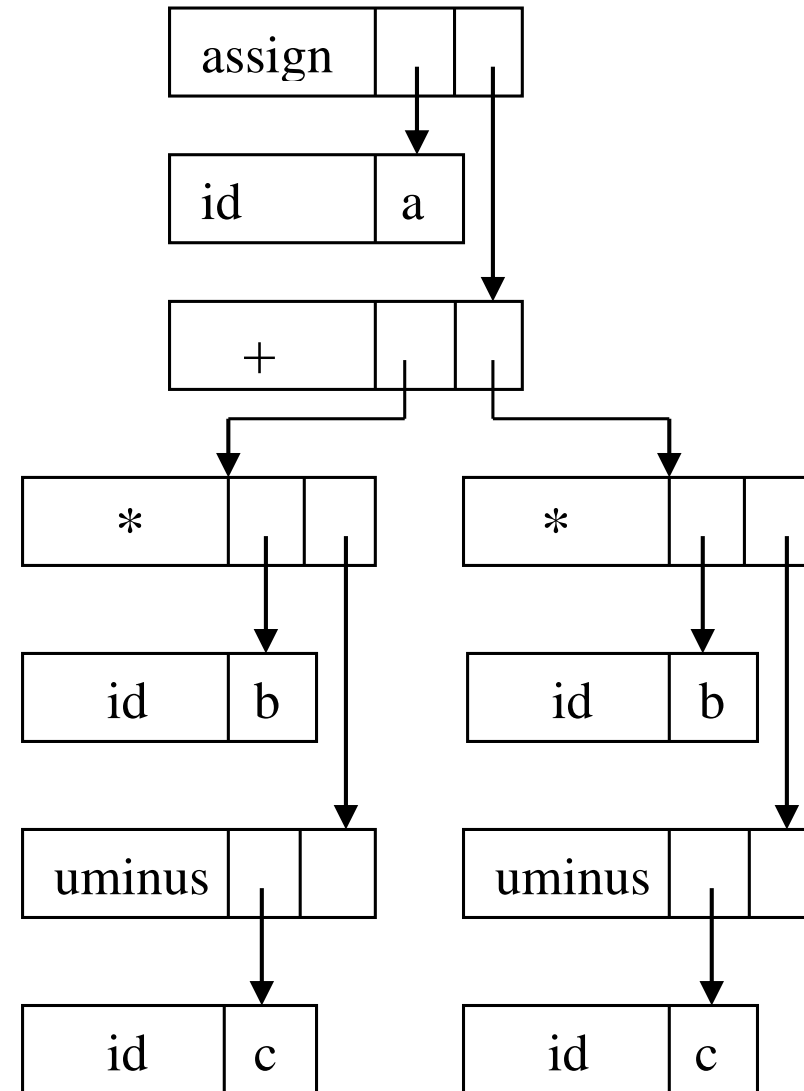 assign
id a
+
* *
id b id b
uminus uminus
id c id c